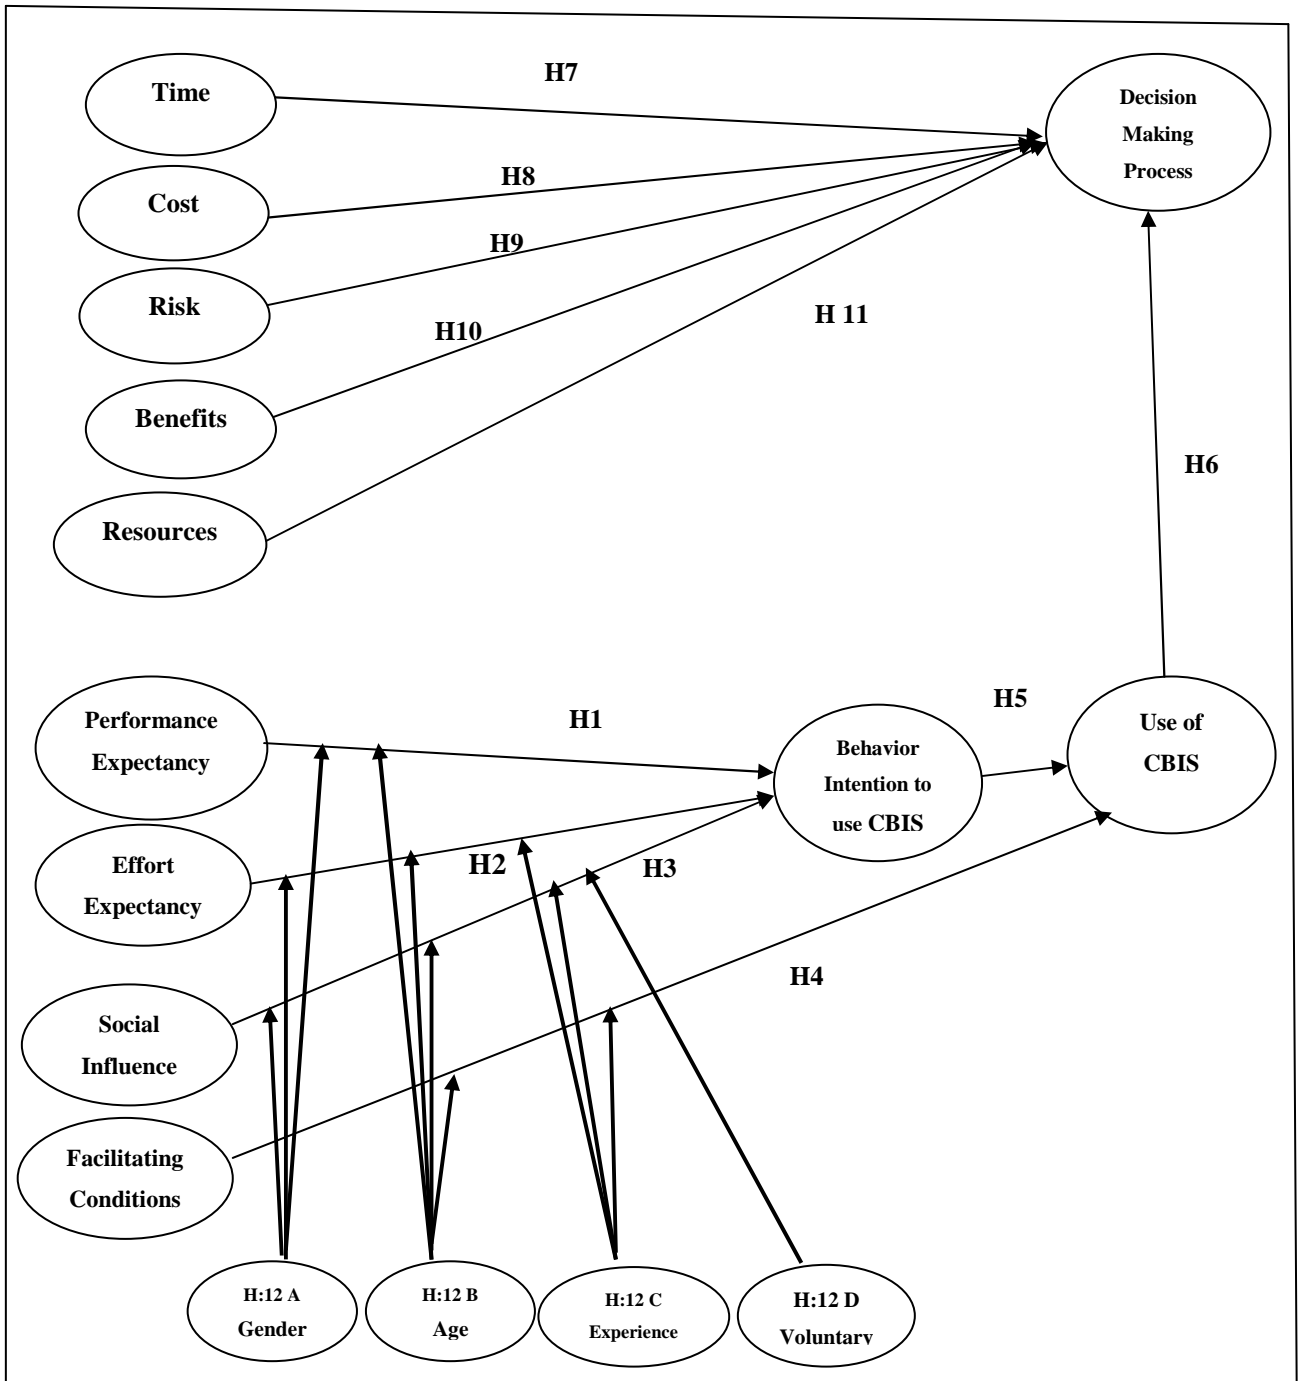 H7
Time
Decision
Making
Process
H8
Cost
H9
Risk
H10
H 11
Benefits
H6
Resources
Performance
Expectancy
H1
H5
Use of
CBIS
Behavior
Intention to
use CBIS
Effort
Expectancy
H2
H3
H4
Social
Influence
Facilitating
Conditions
H:12 A
Gender
H:12 B
Age
H:12 C
Experience
H:12 D
Voluntary